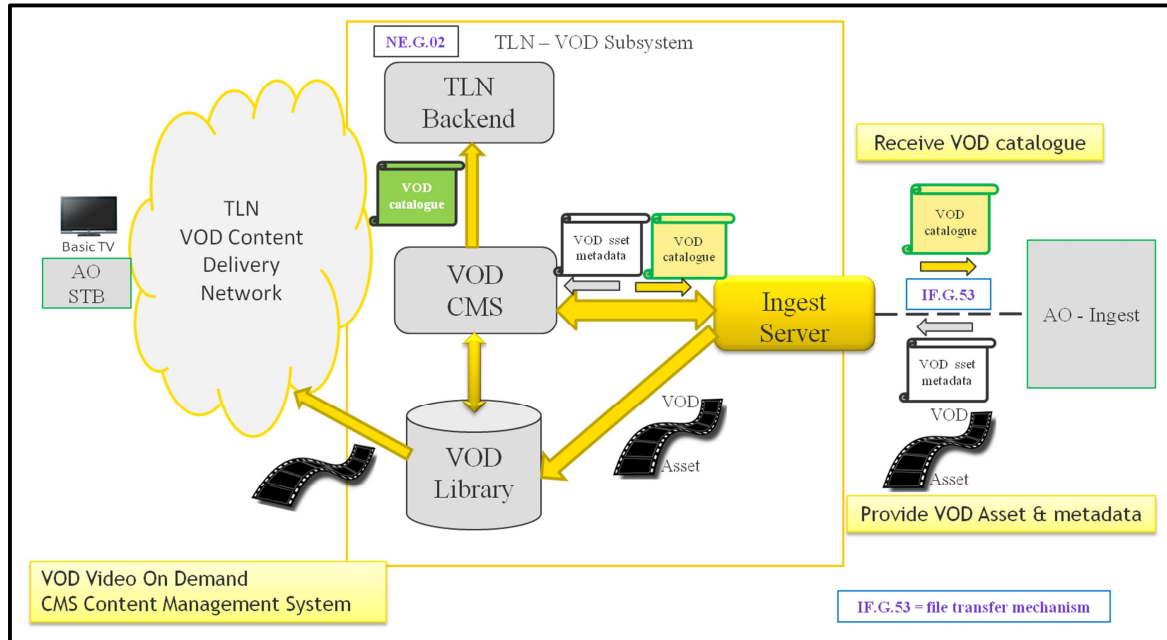 NE.G.02
TLN – VOD Subsystem
TLN
Backend
VOD
catalogue
TLN
VOD Content
Delivery
Network
Basic TV
AO
STB
VOD
CMS
VOD sset
metadata
VOD
catalogue
Ingest
Server
VOD
Library
VOD
Asset
Receive VOD catalogue
VOD
catalogue
IF.G.53
AO - Ingest
VOD sset
metadata
VOD
Asset
Provide VOD Asset & metadata
VOD Video On Demand
CMS Content Management System
IF.G.53 = file transfer mechanism